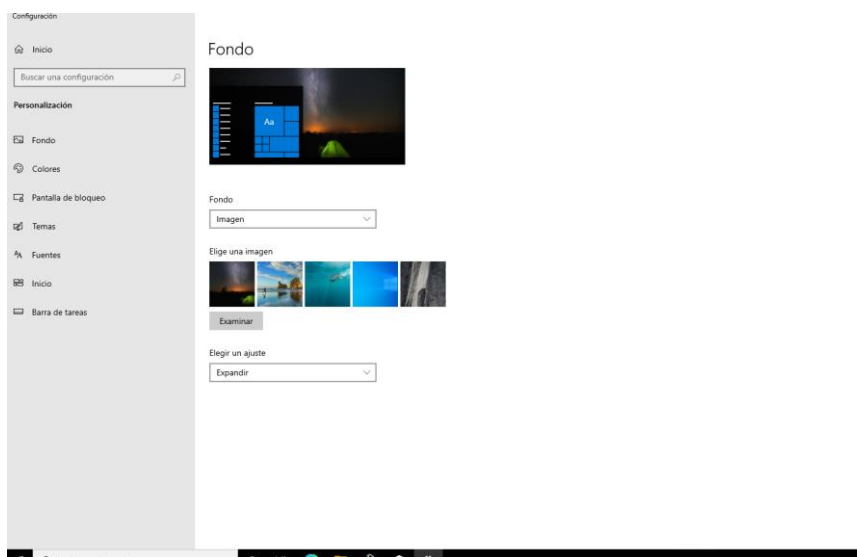 Configuración
Inicio
Buscar una configuración
Personalización
Fondo
Colores
Pantalla de bloqueo
Temas
Fuentes
Inicio
Barra de tareas
Fondo
Aa
Fondo
Imagen
Elige una imagen
Examinar
Elegir un ajuste
Expandir